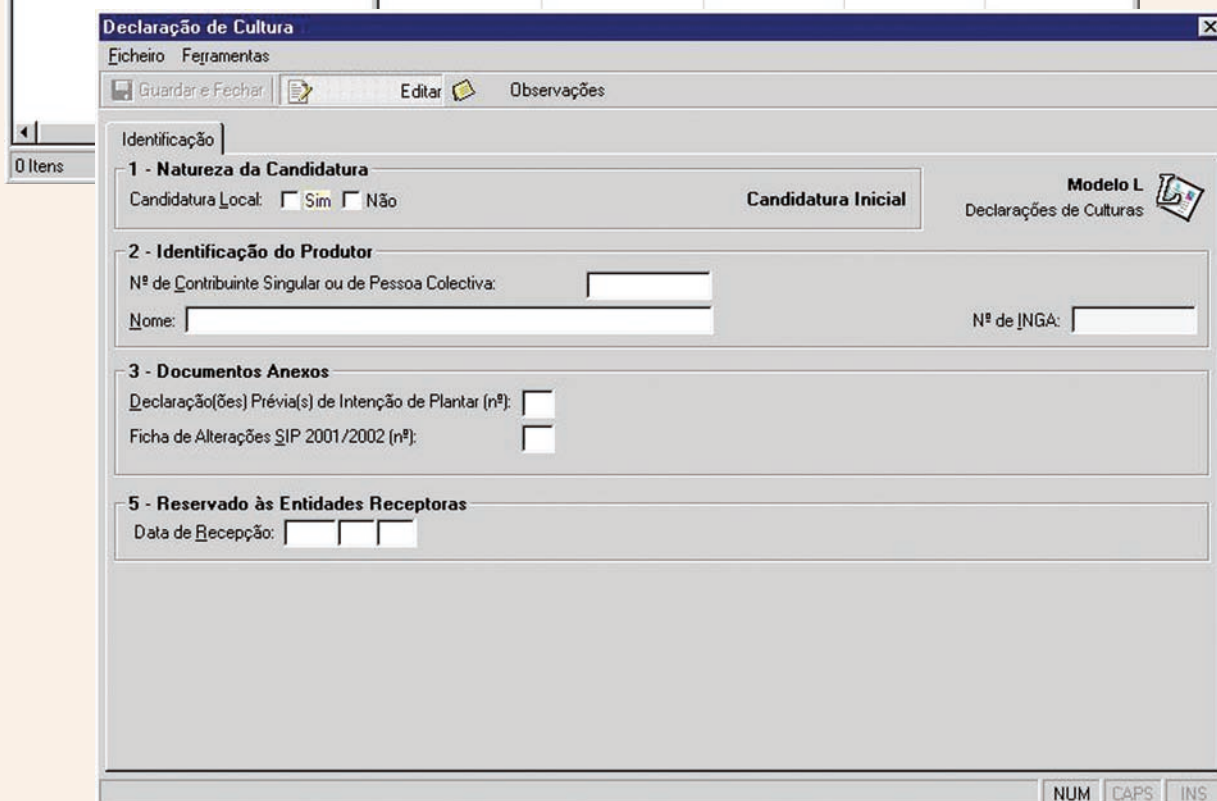 Declaração de Cultura
Ficheiro Ferramentas
Guardar e Fechar Editar Observações
0 Itens
Identificação
1 - Natureza da Candidatura
Candidatura Local: Sim Não Candidatura Inicial
Modelo L
Declarações de Culturas
2 - Identificação do Produtor
Nº de Contribuinte Singular ou de Pessoa Colectiva:
Nome: Nº de INGA:
3 - Documentos Anexos
Declaração(ões) Prévia(s) de Intenção de Plantar (nº):
Ficha de Alterações SIP 2001/2002 (nº):
5 - Reservado às Entidades Receptoras
Data de Recepção:
NUM CAPS INS